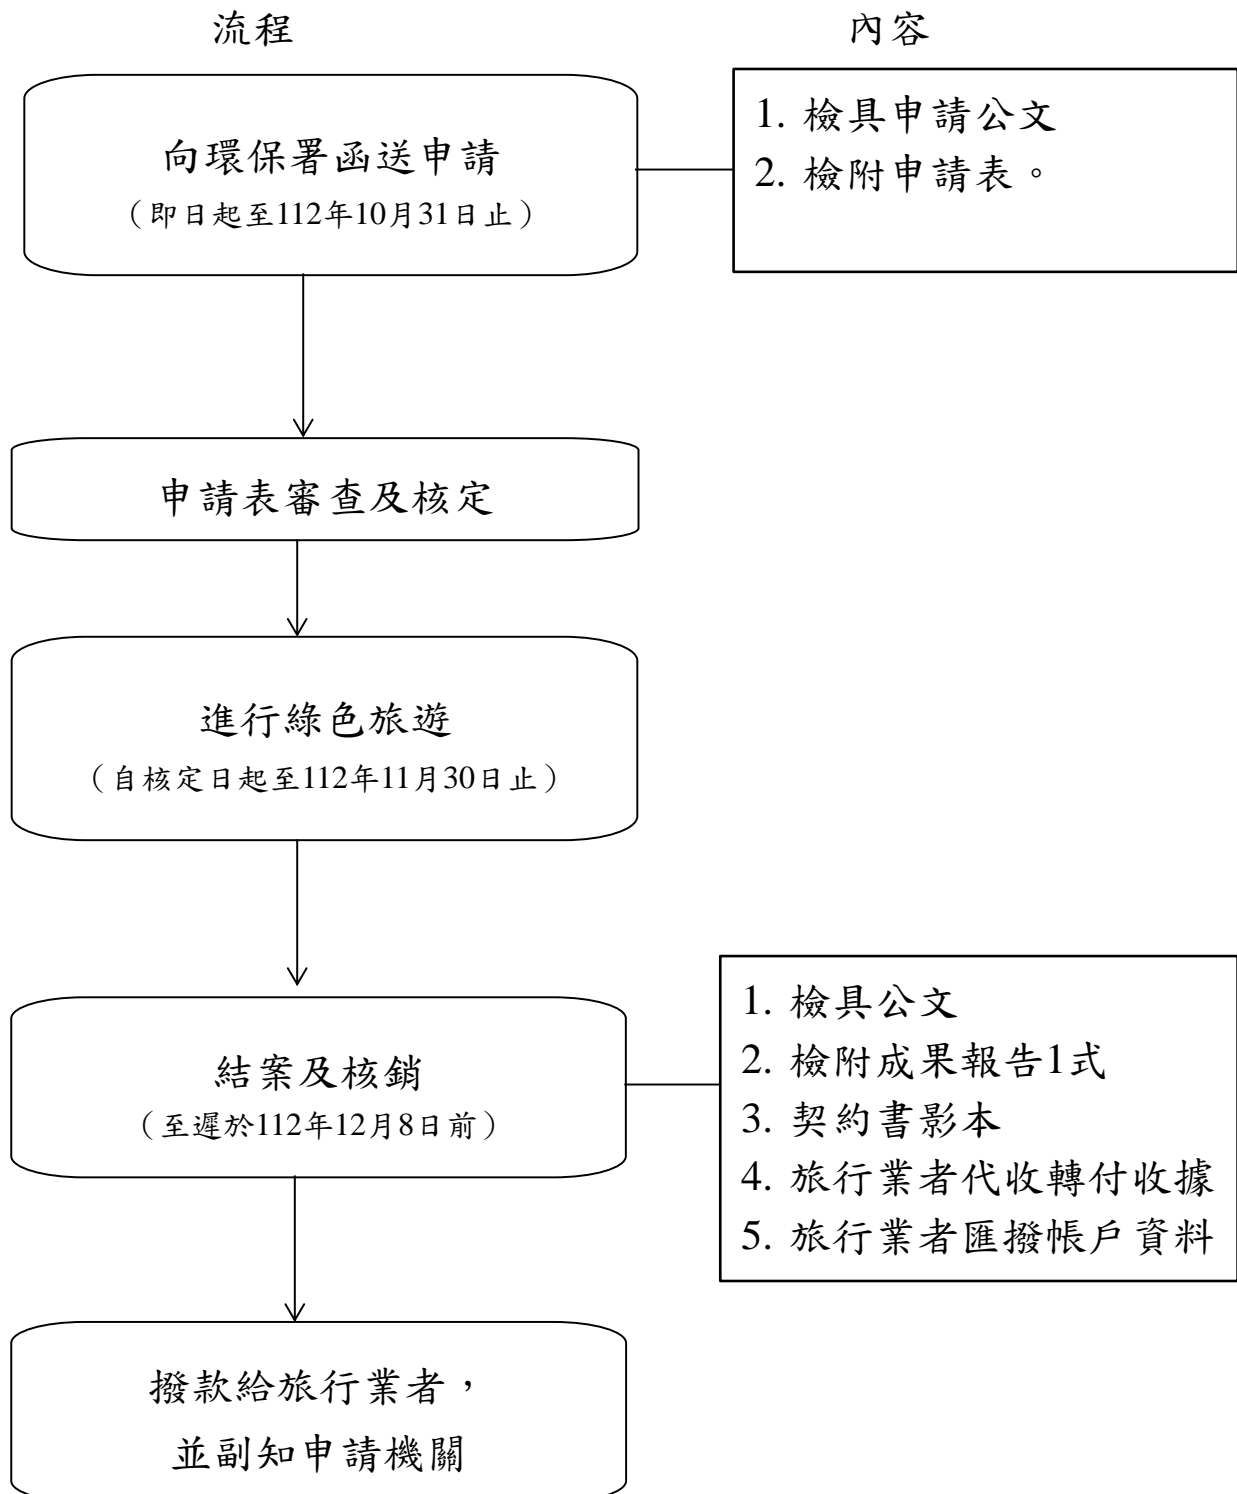 流程
內容
向環保署函送申請
（即日起至112年10月31日止）
1. 檢具申請公文
2. 檢附申請表。
申請表審查及核定
進行綠色旅遊
（自核定日起至112年11月30日止）
結案及核銷
（至遲於112年12月8日前）
1. 檢具公文
2. 檢附成果報告1式
3. 契約書影本
4. 旅行業者代收轉付收據
5. 旅行業者匯撥帳戶資料
撥款給旅行業者，
並副知申請機關